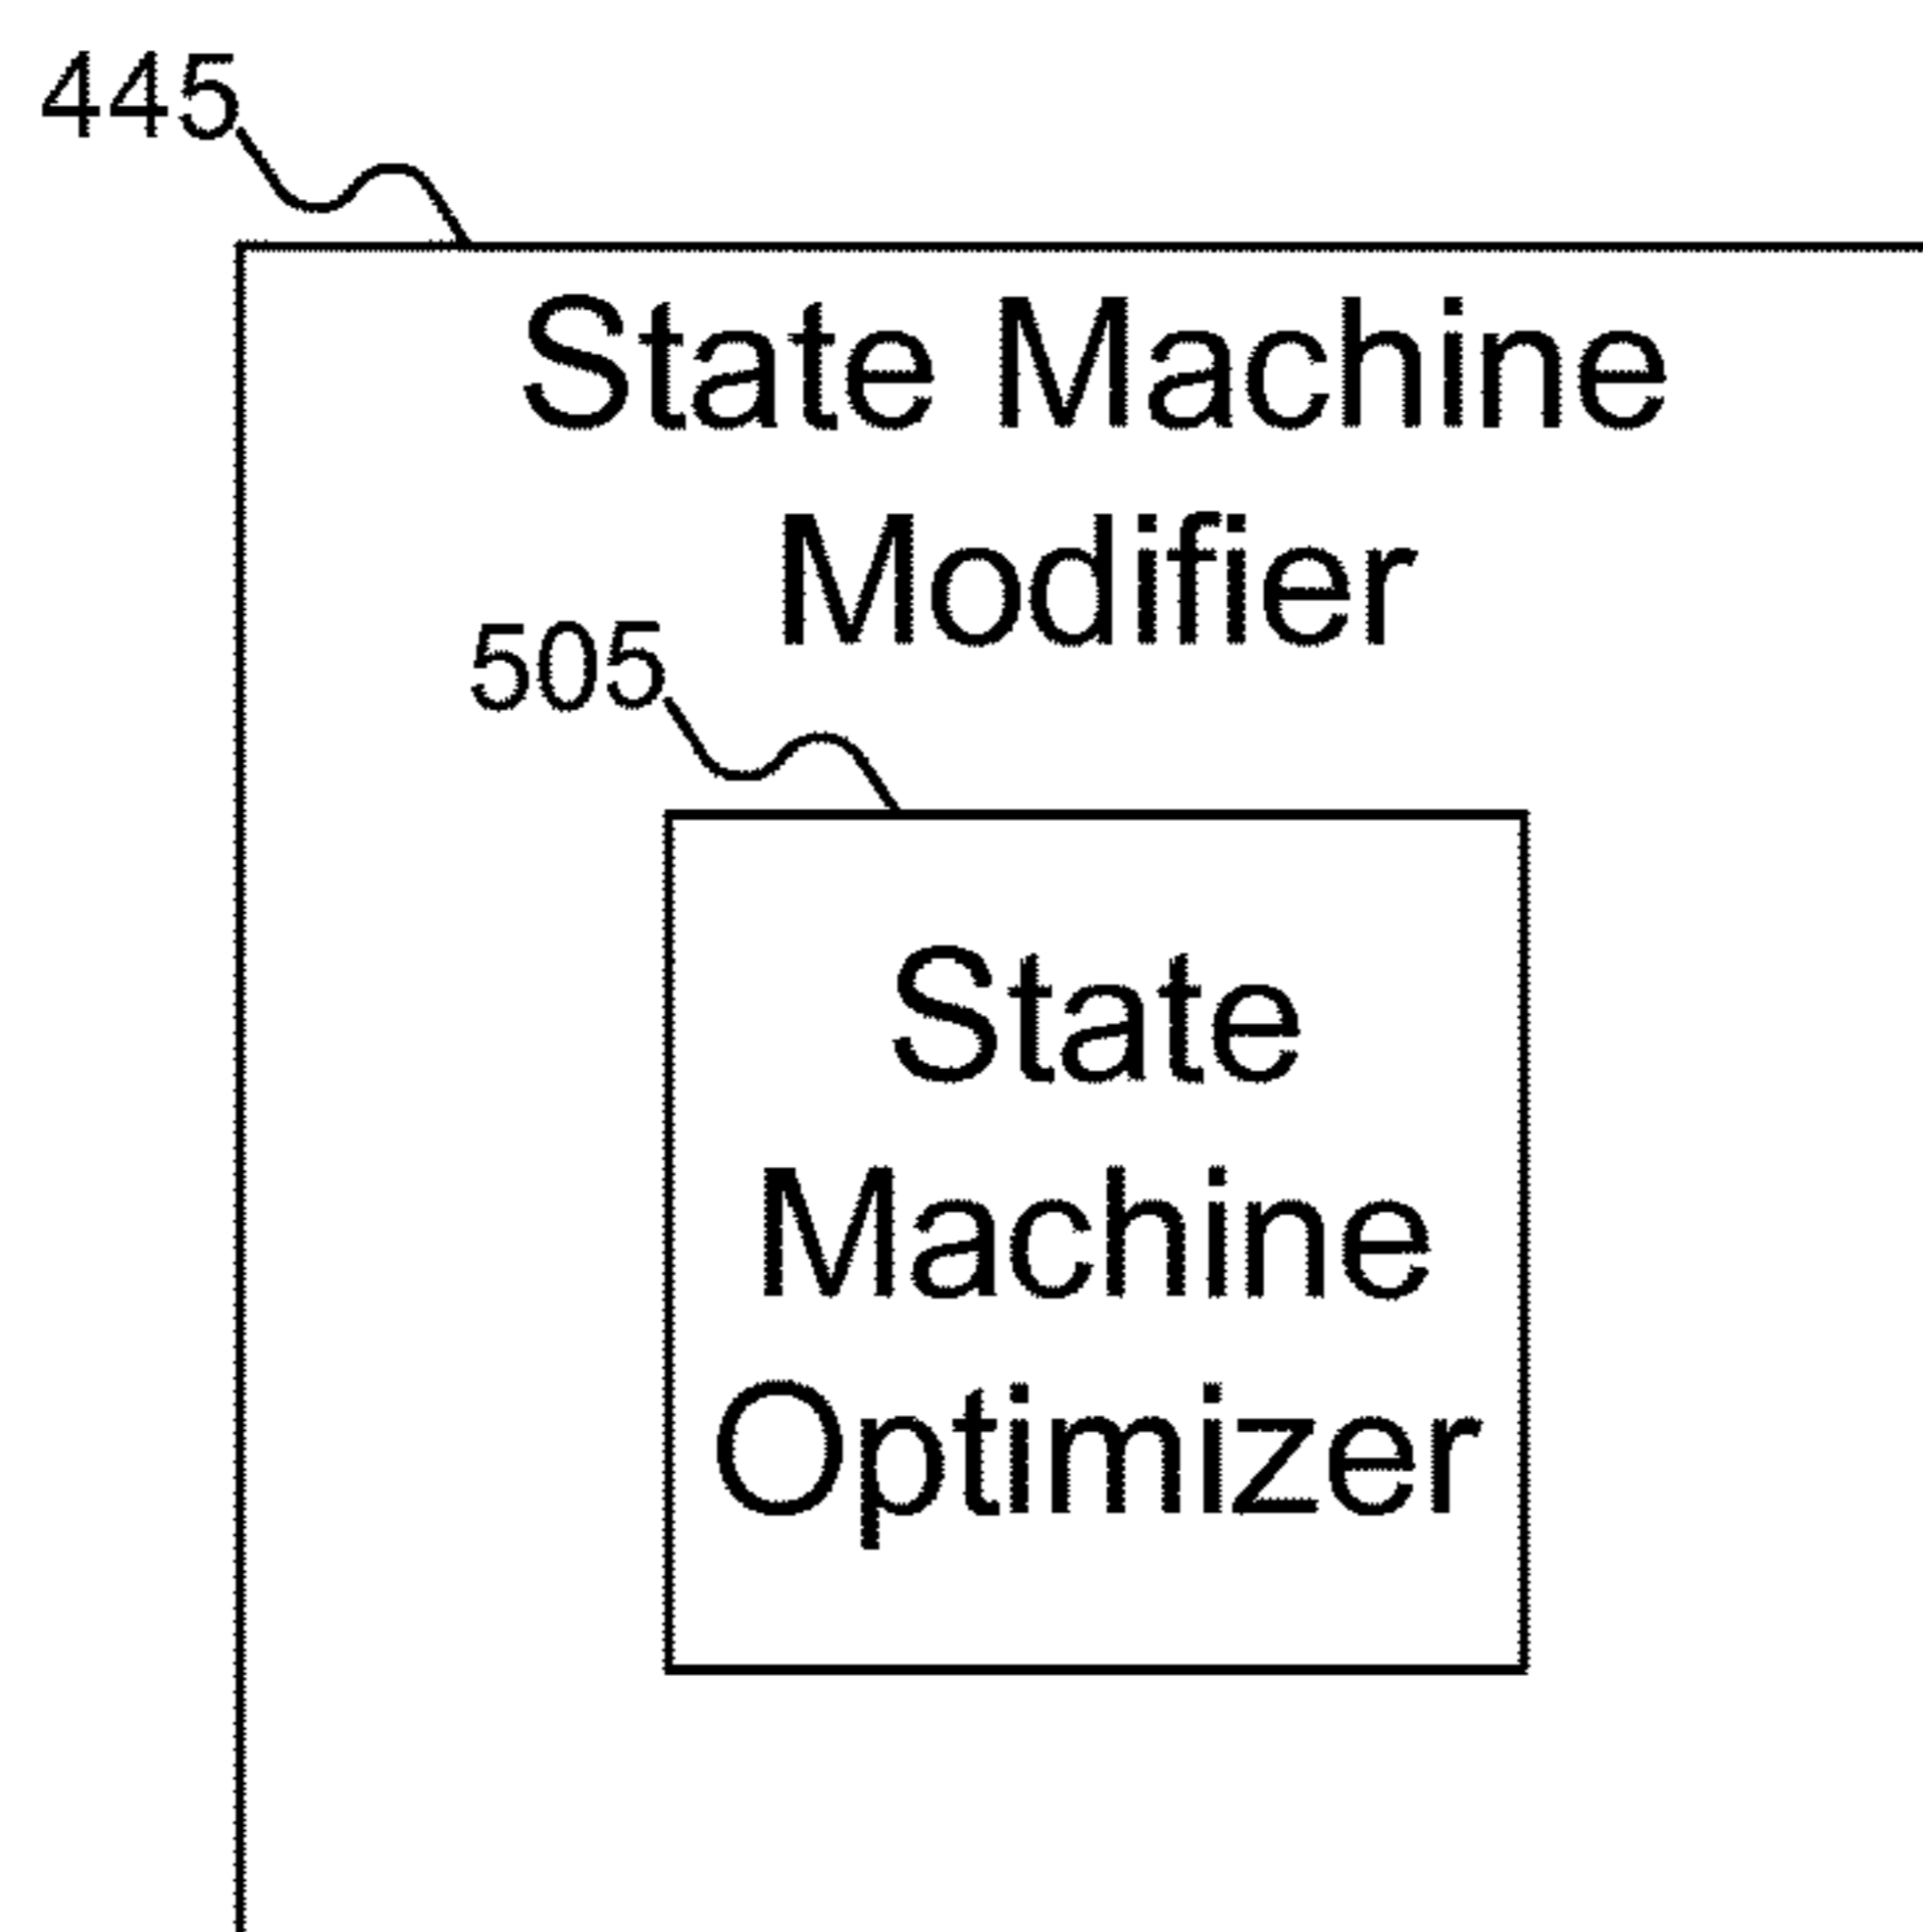 445
State Machine
Modifier
505
State
Machine
Optimizer